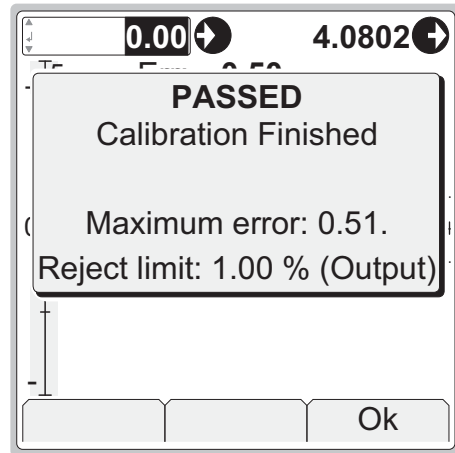 0.00 4.0802
PASSED
Calibration Finished
Maximum error: 0.51.
Reject limit: 1.00 % (Output)
Ok